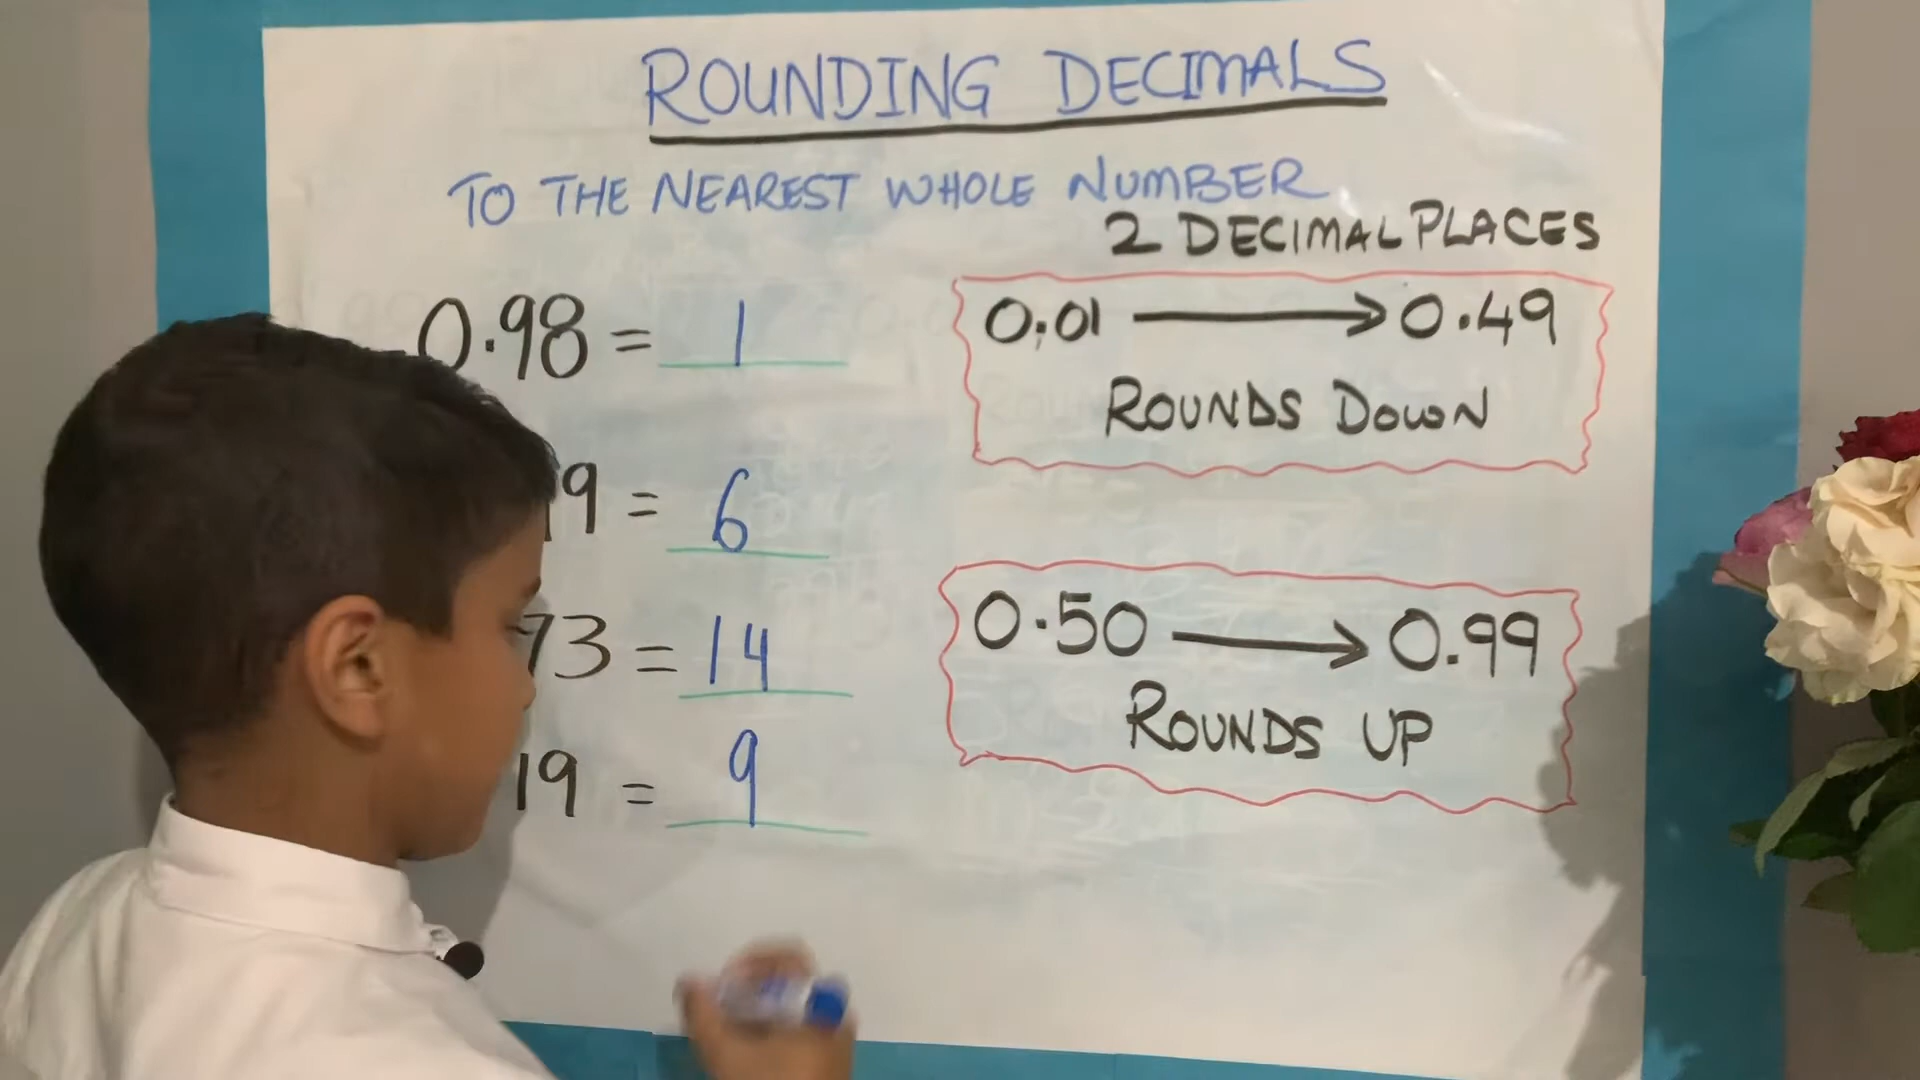 ROUNDING DECIMALS
TO THE NEAREST WHOLE NUMBER
2 DECIMAL PLACES
0.98 = 1
0.01 → 0.49
ROUNDS DOWN
9 = 6
0.50 → 0.99
73 = 14
ROUNDS UP
19 = 9